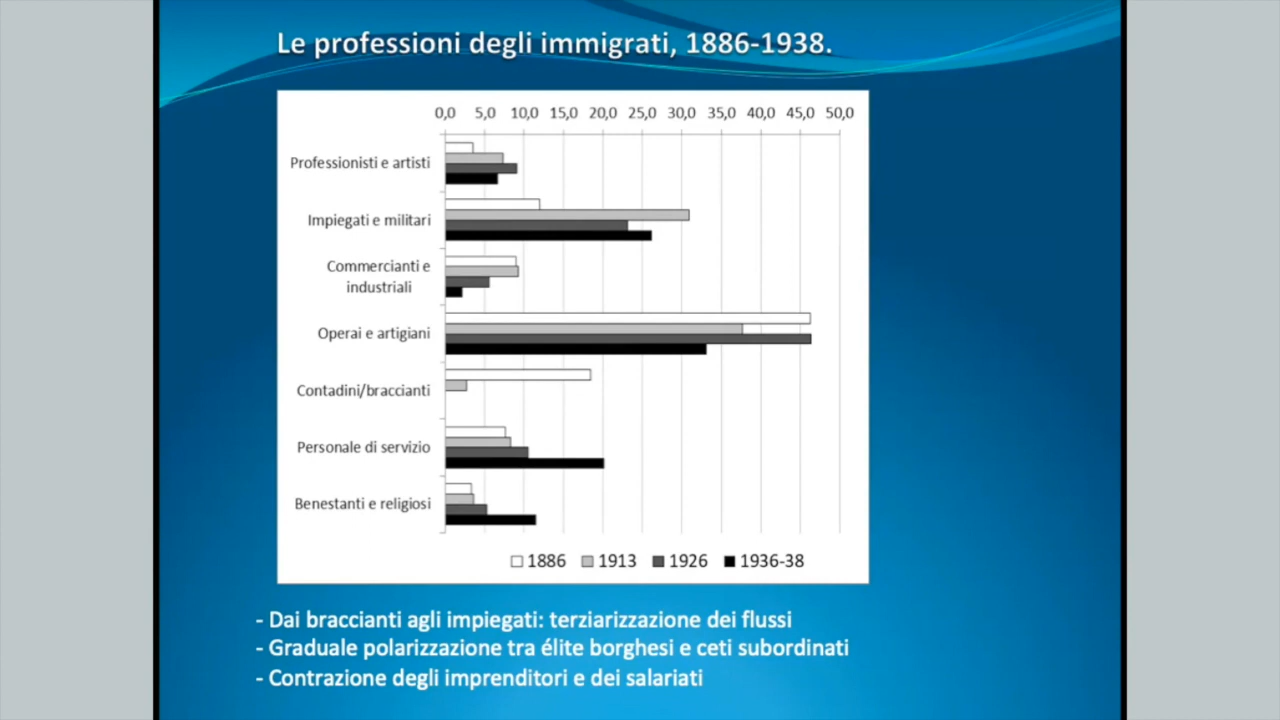 Le professioni degli immigrati, 1886-1938.
0,0 5,0 10,0 15,0 20,0 25,0 30,0 35,0 40,0 45,0 50,0
Professionisti e artisti
Impiegati e militari
Commercianti e
industriali
Operai e artigiani
Contadini/braccianti
Personale di servizio
Benestanti e religiosi
1886 1913 1926 1936-38
- Dai braccianti agli impiegati: terziarizzazione dei flussi
- Graduale polarizzazione tra élite borghesi e ceti subordinati
- Contrazione degli imprenditori e dei salariati